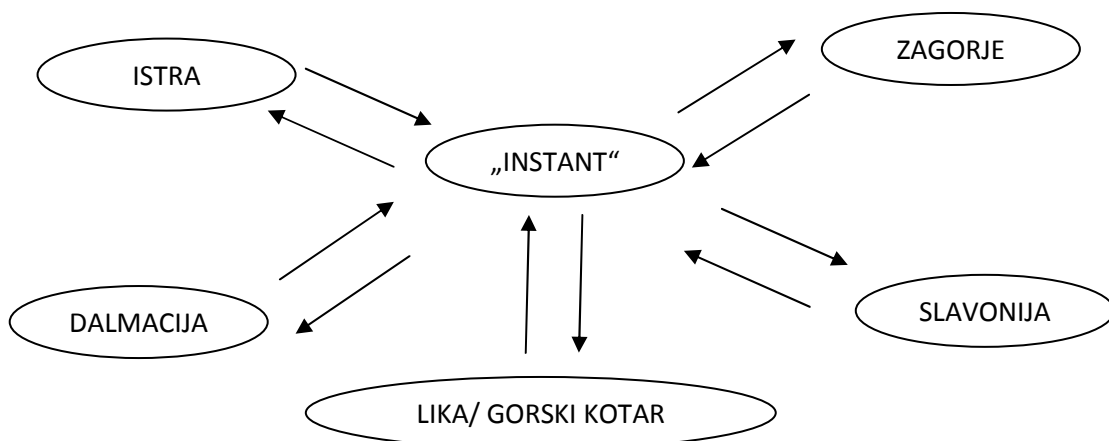 ZAGORJE
ISTRA
„INSTANT“
DALMACIJA
SLAVONIJA
LIKA/ GORSKI KOTAR